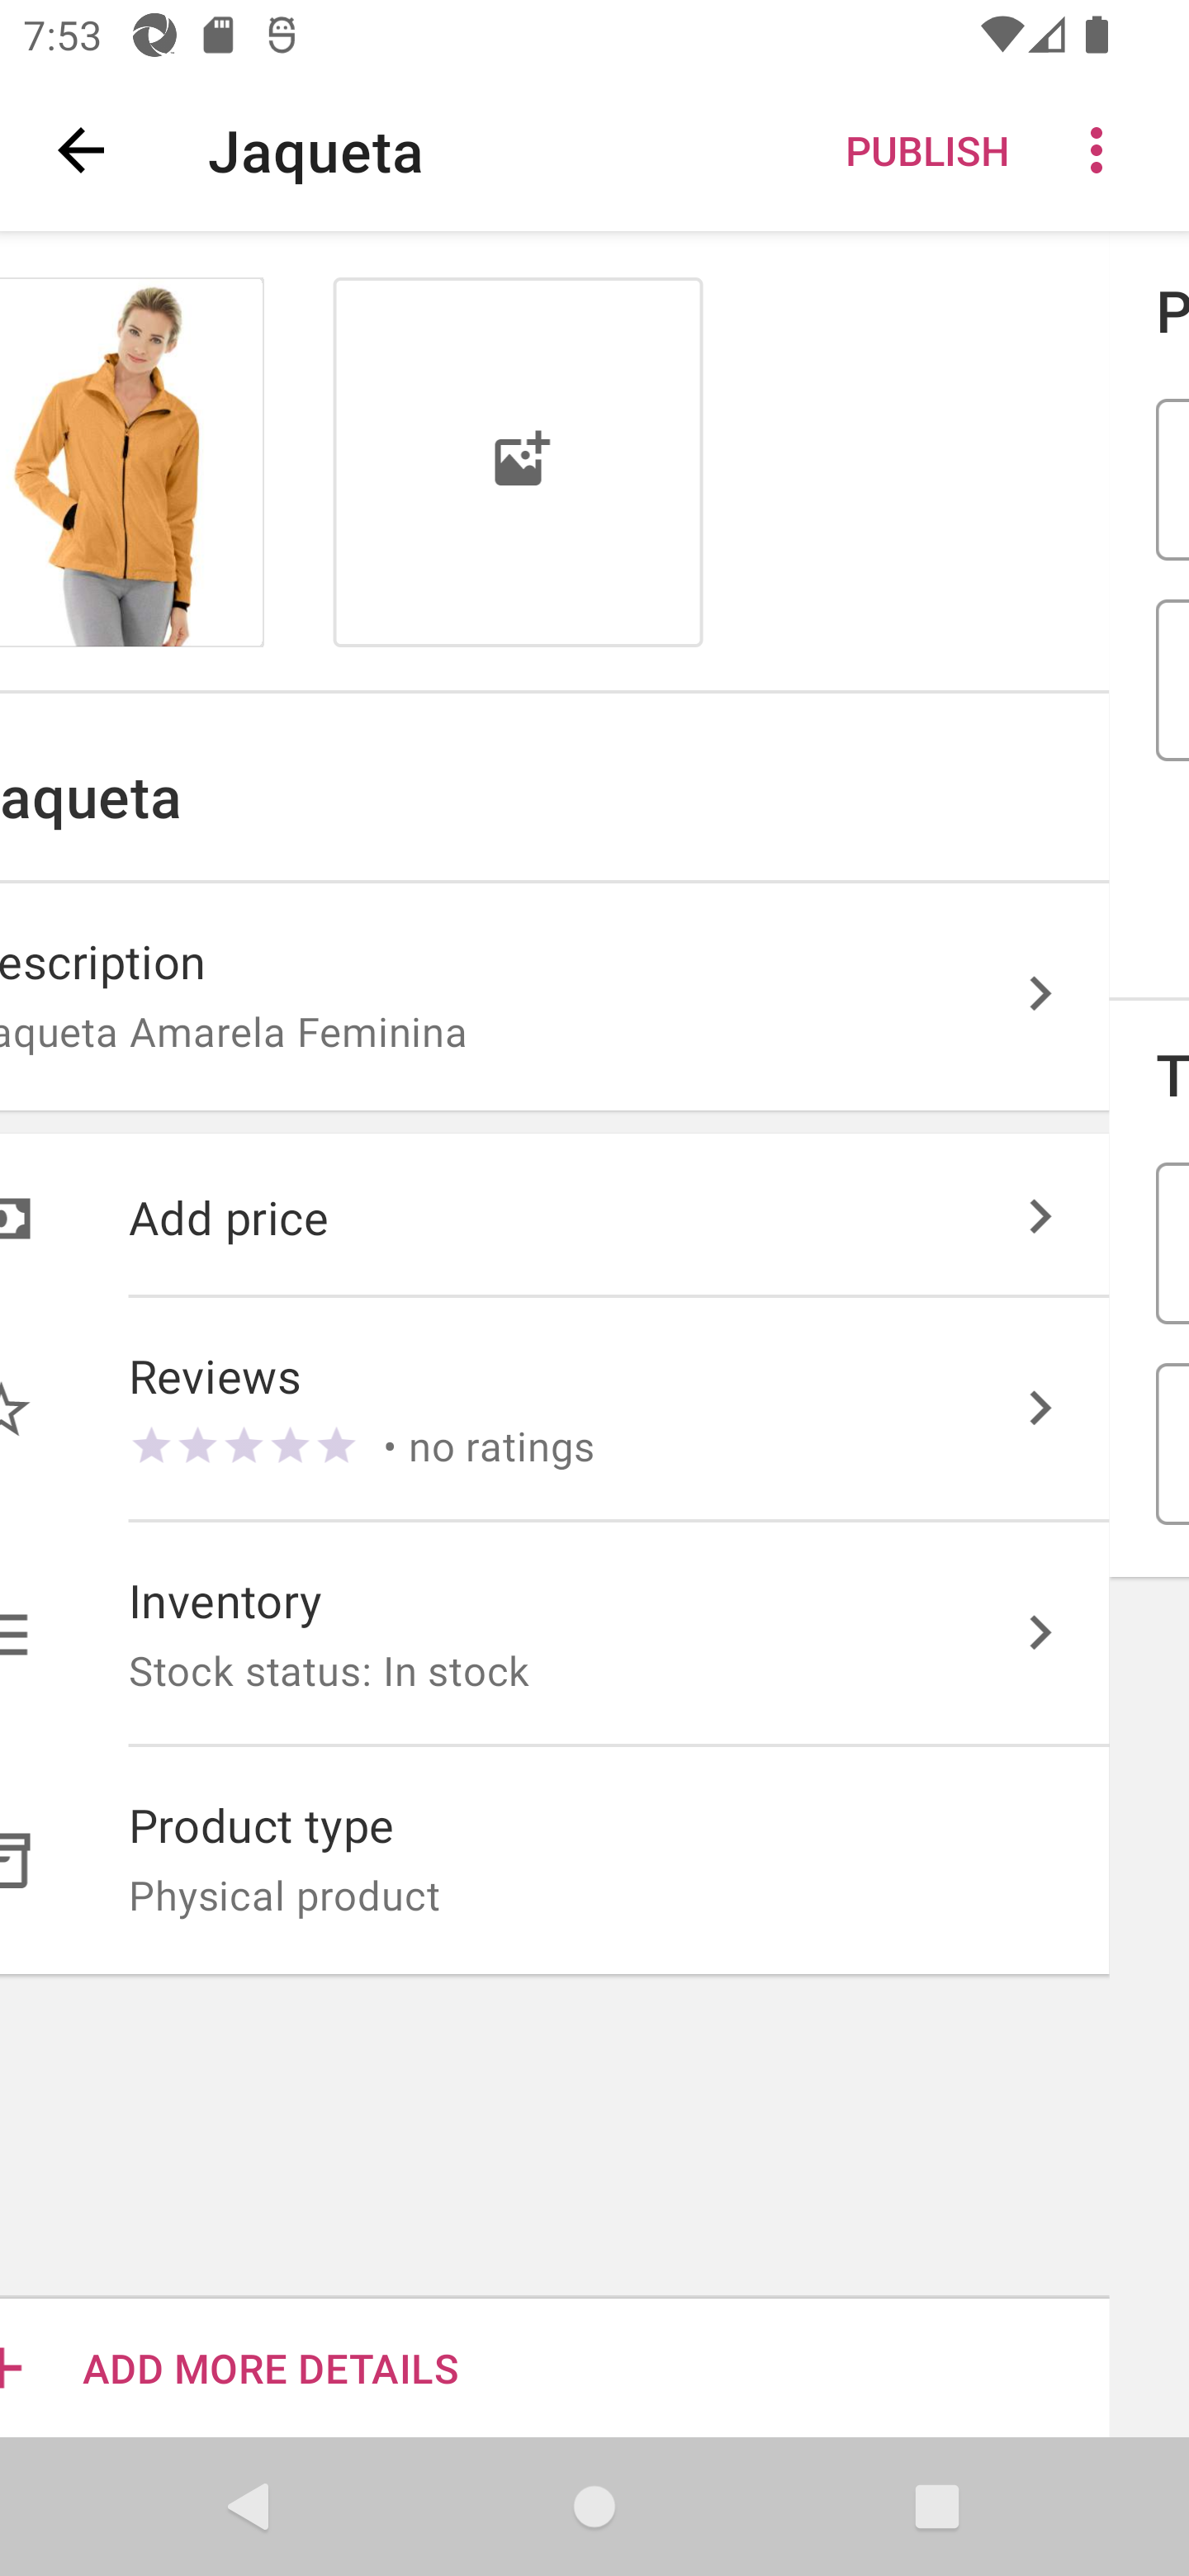 7:53
Jaqueta
PUBLISH
P
aqueta
escription
aqueta Amarela Feminina
T
Add price
Reviews
• no ratings
Inventory
Stock status: In stock
Product type
Physical product
ADD MORE DETAILS